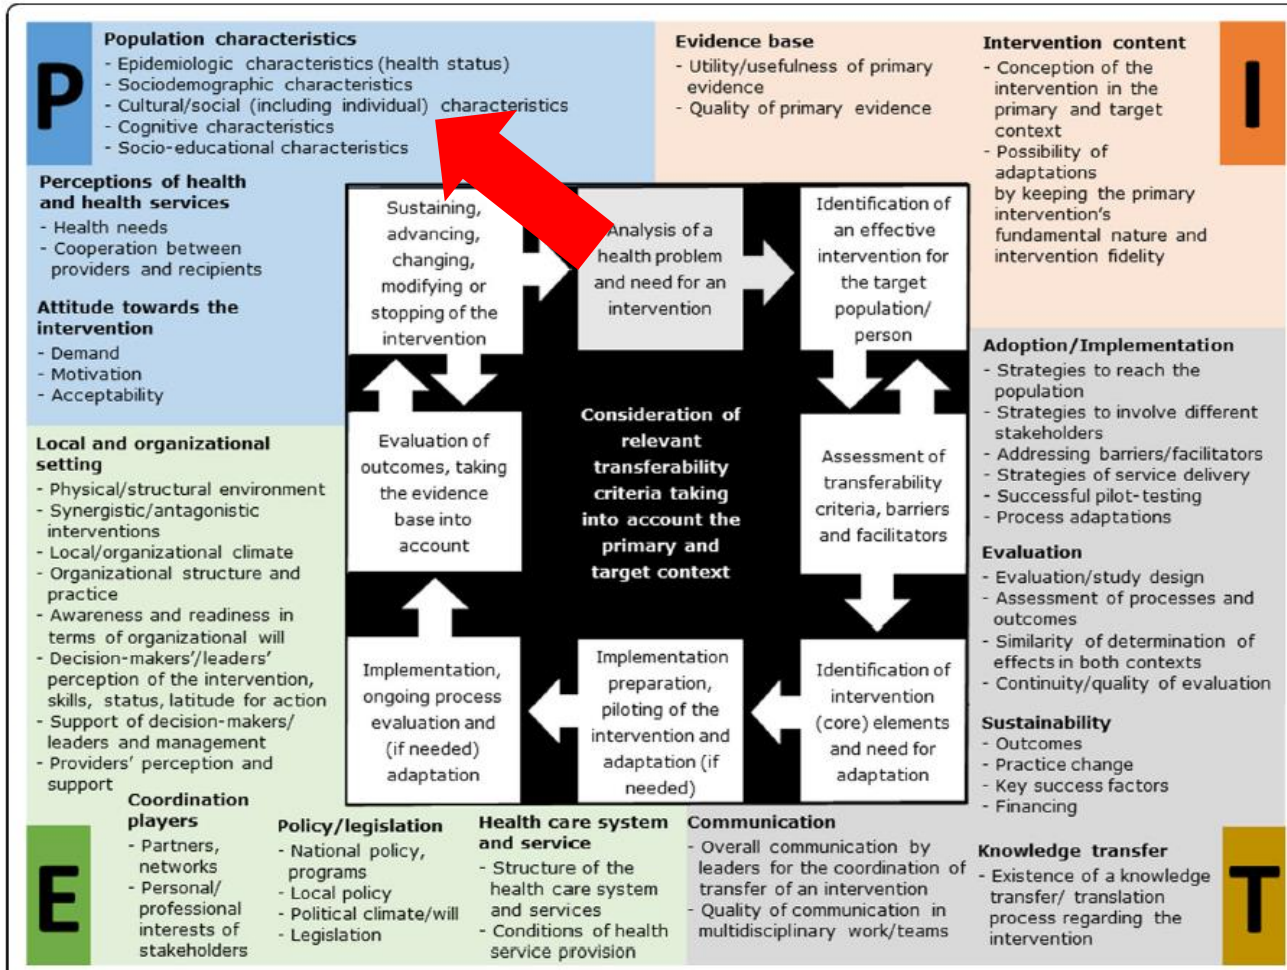 P
Population characteristics
- Epidemiologic characteristics (health status)
- Sociodemographic characteristics
- Cultural/social (including individual) characteristics
- Cognitive characteristics
- Socio-educational characteristics
Perceptions of health
and health services
- Health needs
- Cooperation between
providers and recipients
Attitude towards the
intervention
- Demand
- Motivation
- Acceptability
Evidence base
- Utility/usefulness of primary
evidence
- Quality of primary evidence
Intervention content
- Conception of the
intervention in the
primary and target
context
- Possibility of
adaptations
by keeping the primary
intervention's
fundamental nature and
intervention fidelity
I
Sustaining,
advancing,
changing,
modifying or
stopping of the
intervention
Analysis of a
health problem
and need for an
intervention
Identification of
an effective
intervention for
the target
population/
person
Evaluation of
outcomes, taking
the evidence
base into
account
Consideration of
relevant
transferability
criteria taking
into account the
primary and
target context
Assessment of
transferability
criteria, barriers
and facilitators
Implementation,
ongoing process
evaluation and
(if needed)
adaptation
Implementation
preparation,
piloting of the
intervention and
adaptation (if
needed)
Identification of
intervention
(core) elements
and need for
adaptation
Local and organizational
setting
- Physical/structural environment
- Synergistic/antagonistic
interventions
- Local/organizational climate
- Organizational structure and
practice
- Awareness and readiness in
terms of organizational will
- Decision-makers'/leaders'
perception of the intervention,
skills, status, latitude for action
- Support of decision-makers/
leaders and management
- Providers' perception and
support
E
Coordination
players
- Partners,
networks
- Personal/
professional
interests of
stakeholders
Policy/legislation
- National policy,
programs
- Local policy
- Political climate/will
- Legislation
Health care system
and service
- Structure of the
health care system
and services
- Conditions of health
service provision
Adoption/Implementation
- Strategies to reach the
population
- Strategies to involve different
stakeholders
- Addressing barriers/facilitators
- Strategies of service delivery
- Successful pilot-testing
- Process adaptations
Evaluation
- Evaluation/study design
- Assessment of processes and
outcomes
- Similarity of determination of
effects in both contexts
- Continuity/quality of evaluation
Sustainability
- Outcomes
- Practice change
- Key success factors
- Financing
Communication
- Overall communication by
leaders for the coordination of
transfer of an intervention
- Quality of communication in
multidisciplinary work/teams
Knowledge transfer
- Existence of a knowledge
transfer/ translation
process regarding the
intervention
T